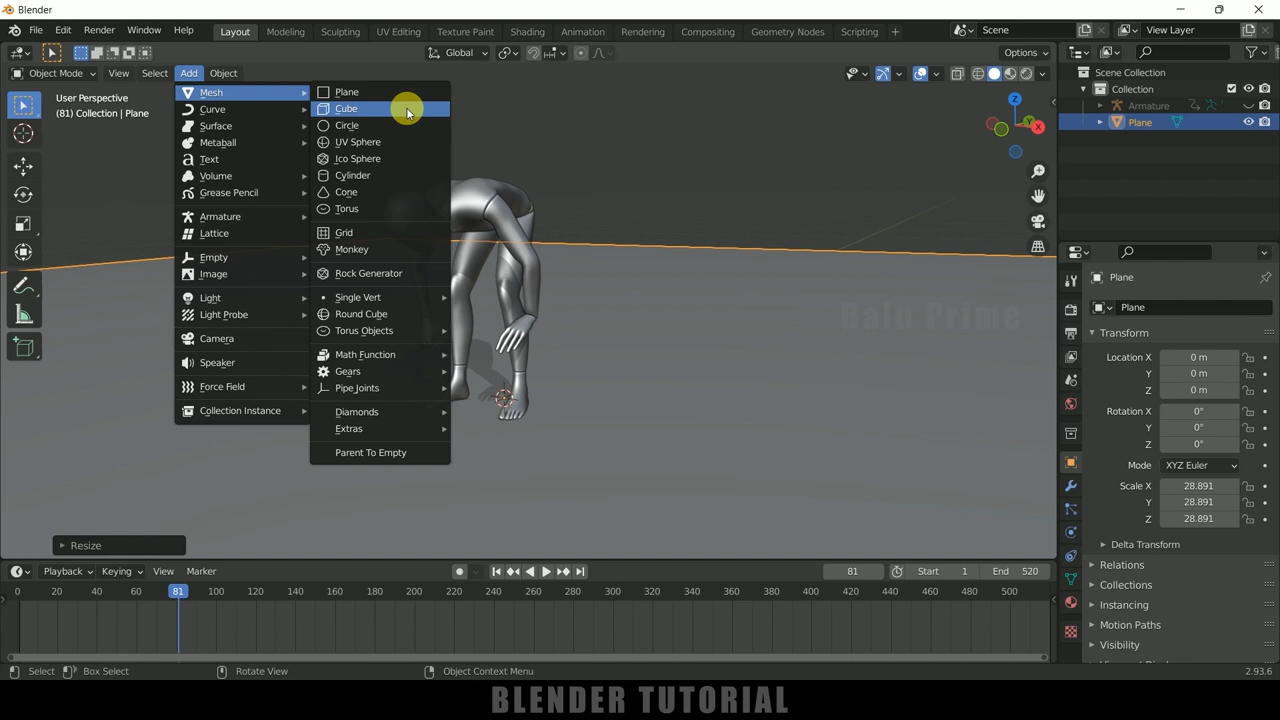 Blender
File Edit Render Window Help
Layout Modeling Sculpting UV Editing Texture Paint Shading Animation Rendering Compositing Geometry Nodes Scripting +
Scene
View Layer
Global
Options
Object Mode View Select Add Object
User Perspective
(81) Collection | Plane
Mesh
Curve
Surface
Metaball
Text
Volume
Grease Pencil
Armature
Lattice
Empty
Image
Light
Light Probe
Camera
Speaker
Force Field
Collection Instance
Plane
Cube
Circle
UV Sphere
Ico Sphere
Cylinder
Cone
Torus
Grid
Monkey
Rock Generator
Single Vert
Round Cube
Torus Objects
Math Function
Gears
Pipe Joints
Diamonds
Extras
Parent To Empty
Z
Y
X
Balu Prime
Scene Collection
Collection
Armature
Plane
Plane
Plane
Transform
Location X 0 m
Y 0 m
Z 0 m
Rotation X 0°
Y 0°
Z 0°
Mode XYZ Euler
Scale X 28.891
Y 28.891
Z 28.891
Delta Transform
Relations
Collections
Instancing
Motion Paths
Visibility
Resize
Playback Keying View Marker
81 Start 1 End 520
0 20 40 60 81 100 120 140 160 180 200 220 240 260 280 300 320 340 360 380 400 420 440 460 480 500
Select Box Select Rotate View Object Context Menu 2.93.6
BLENDER TUTORIAL